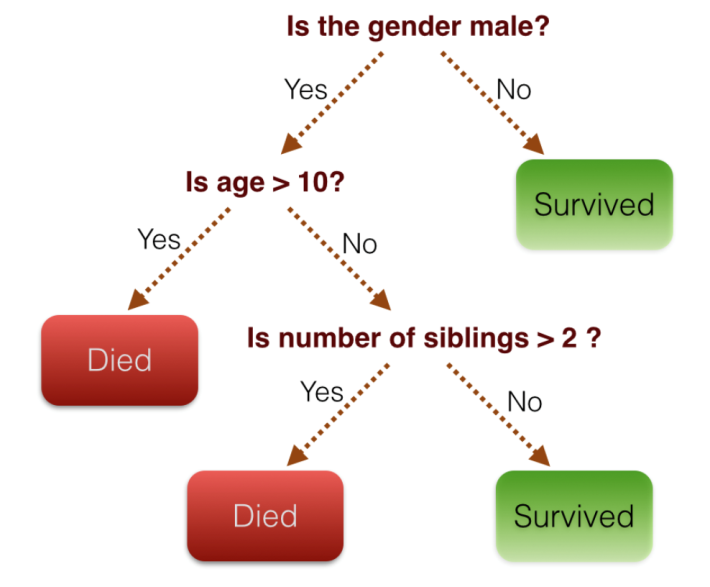 Is the gender male?
Yes
No
Is age > 10?
Survived
Yes
No
Died
Is number of siblings > 2 ?
Yes
No
Died
Survived